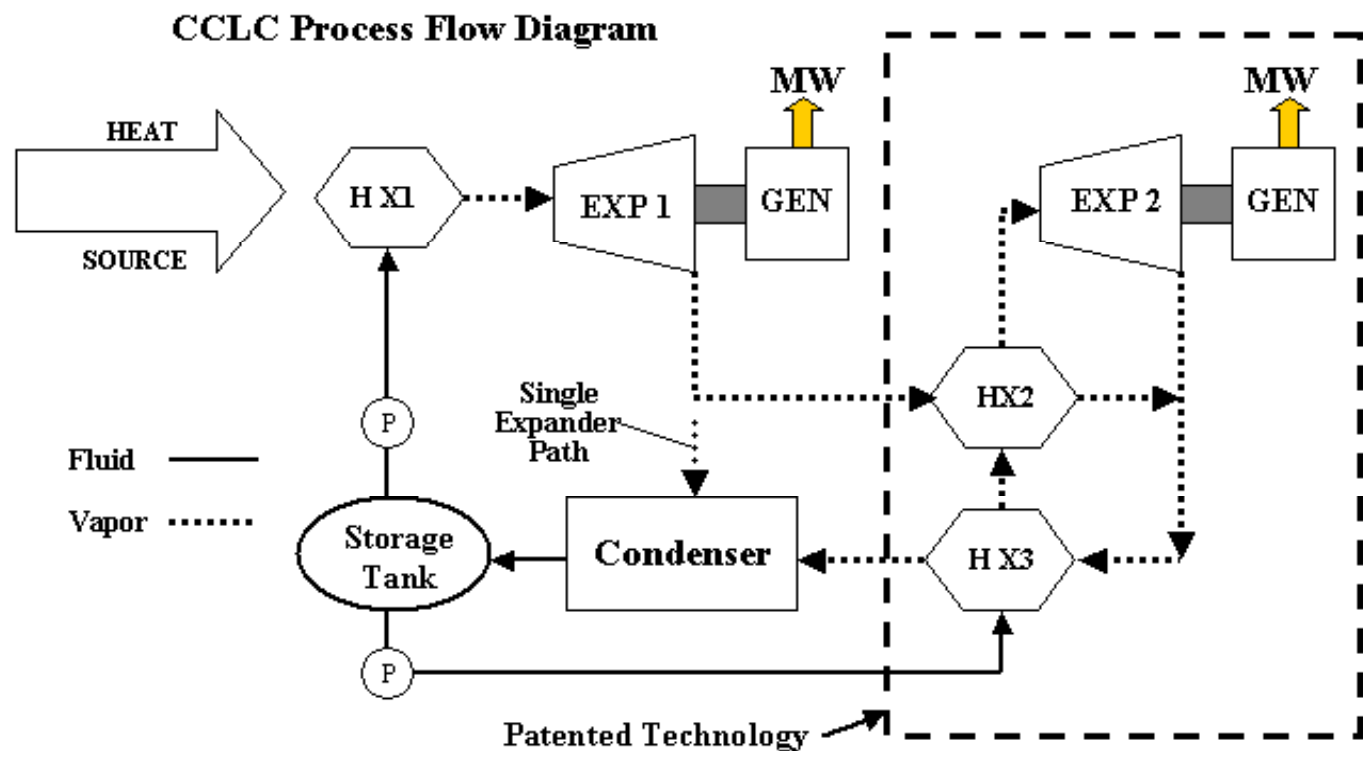 CCLC Process Flow Diagram
MW
MW
HEAT
H X1
EXP 1
GEN
EXP 2
GEN
SOURCE
Single
Expander
Path
HX2
P
Fluid
Vapor
Storage
Tank
Condenser
H X3
P
Patented Technology